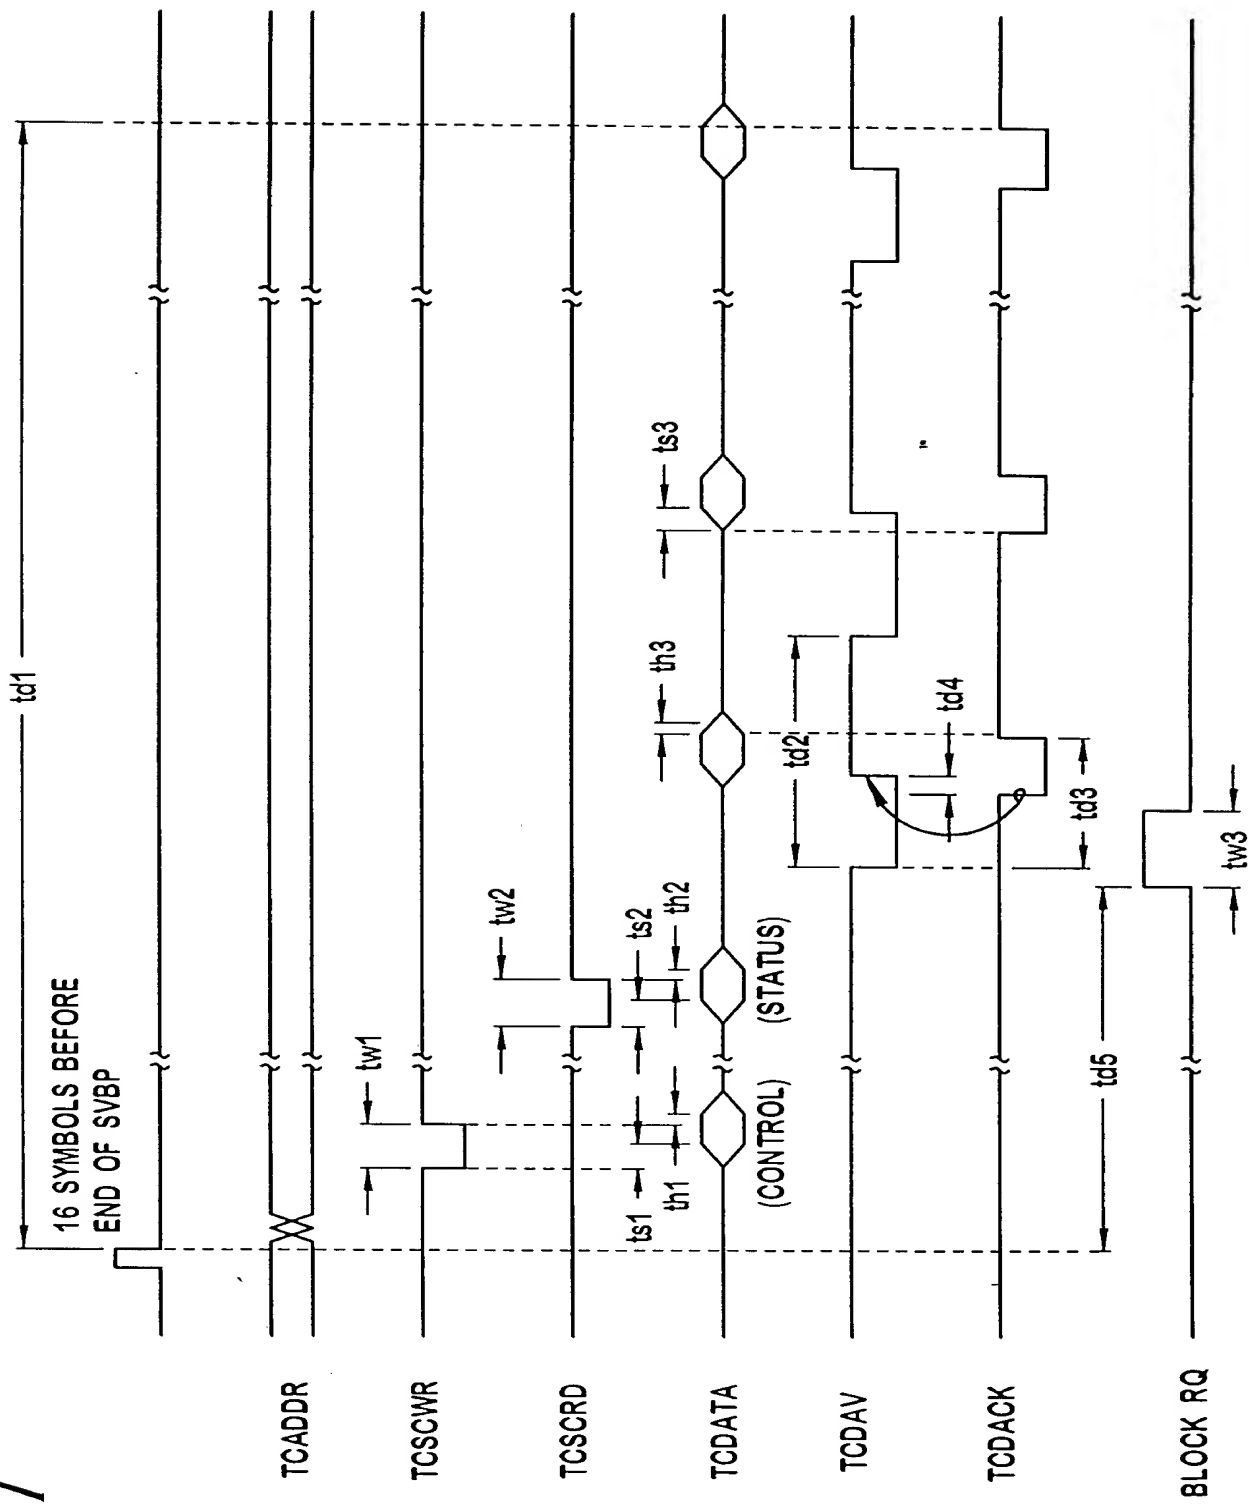 td1
16 SYMBOLS BEFORE
END OF SVBP
TCADDR
tw1
TCSCWR
tw2
TCSCRD
ts1
th1
ts2
th2
th3
ts3
TCDATA
(CONTROL)
(STATUS)
td2
TCDAV
td4
TCDACK
td3
td5
BLOCK RQ
tw3